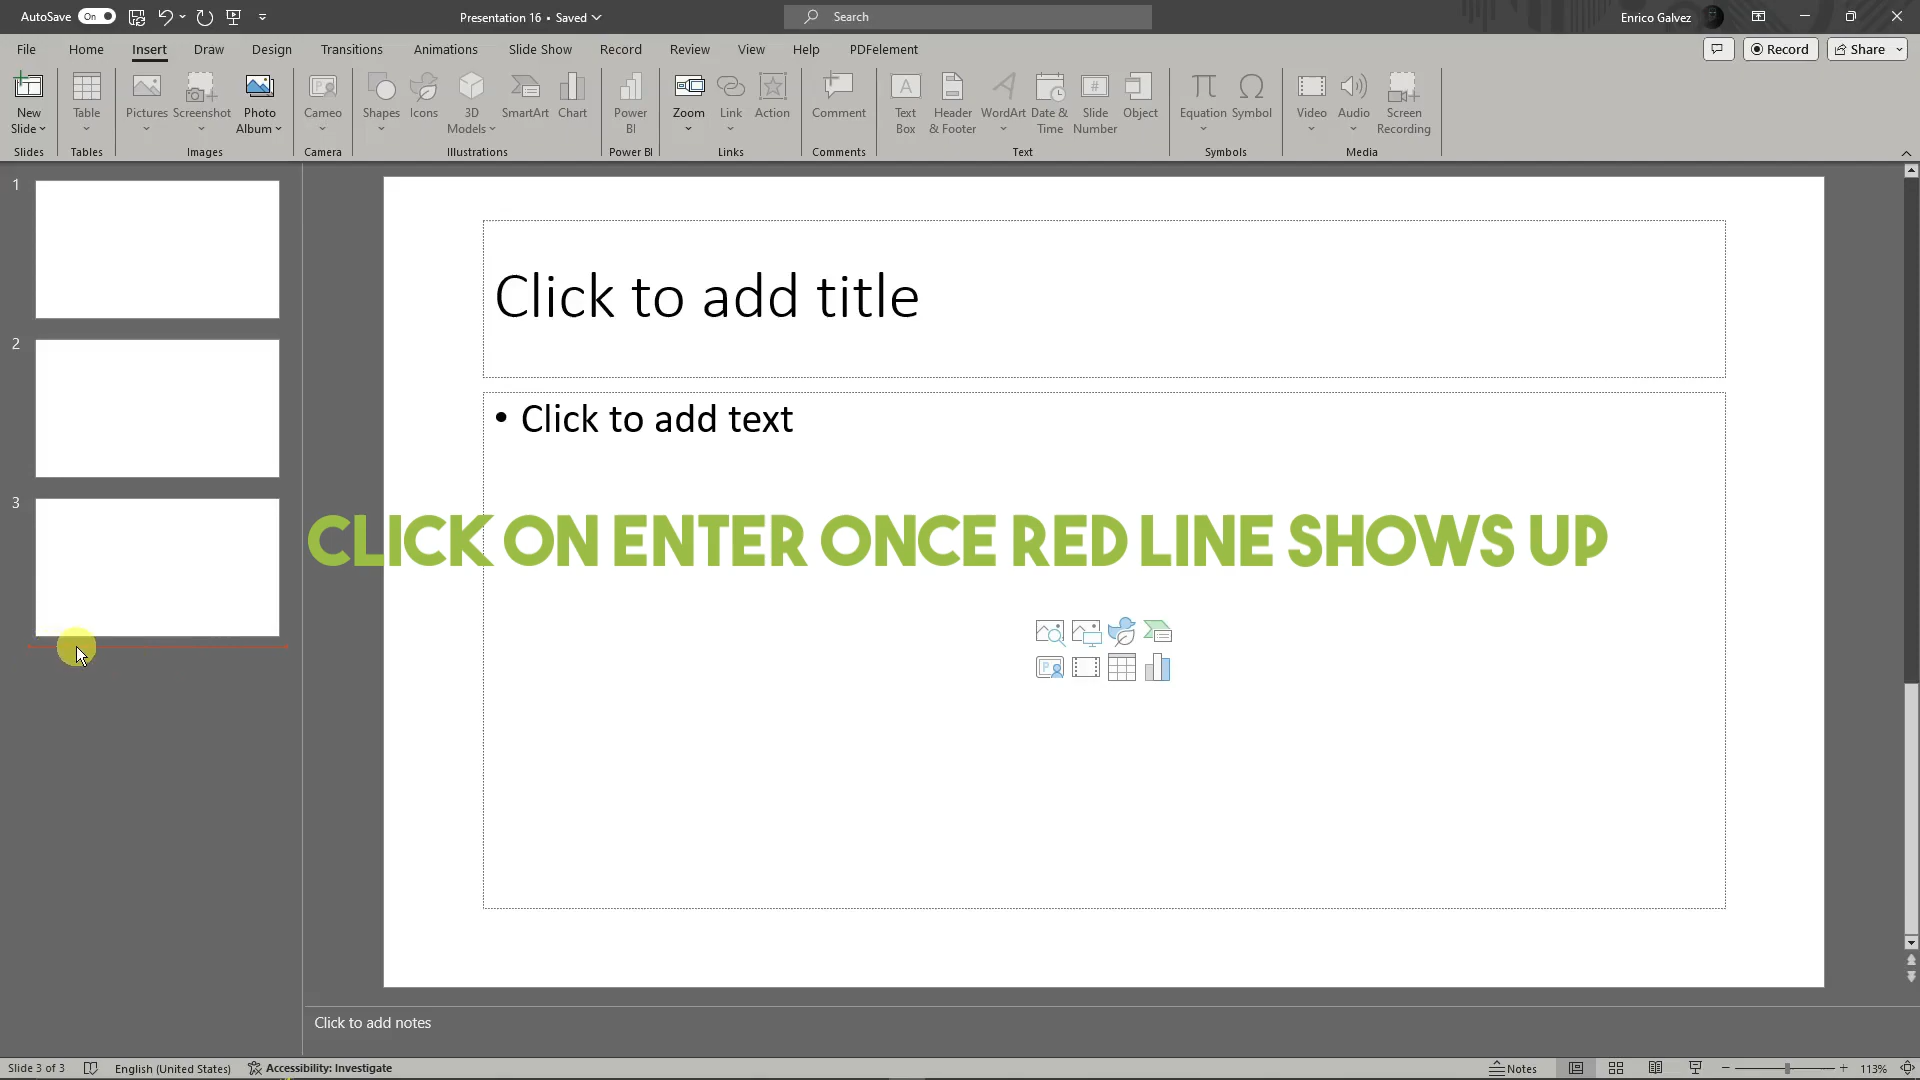 AutoSave On Presentation 16 • Saved Search Enrico Galvez
File Home Insert Draw Design Transitions Animations Slide Show Record Review View Help PDFelement Record Share
New Slide Table Pictures Screenshot Photo Album Cameo Shapes Icons 3D Models SmartArt Chart Power BI Zoom Link Action Comment Text Box Header & Footer WordArt Date & Time Slide Number Object Equation Symbol Video Audio Screen Recording
Slides Tables Images Camera Illustrations Power BI Links Comments Text Symbols Media
1
2
3
Click to add title
• Click to add text
CLICK ON ENTER ONCE RED LINE SHOWS UP
Click to add notes
Slide 3 of 3 English (United States) Accessibility: Investigate Notes 113%